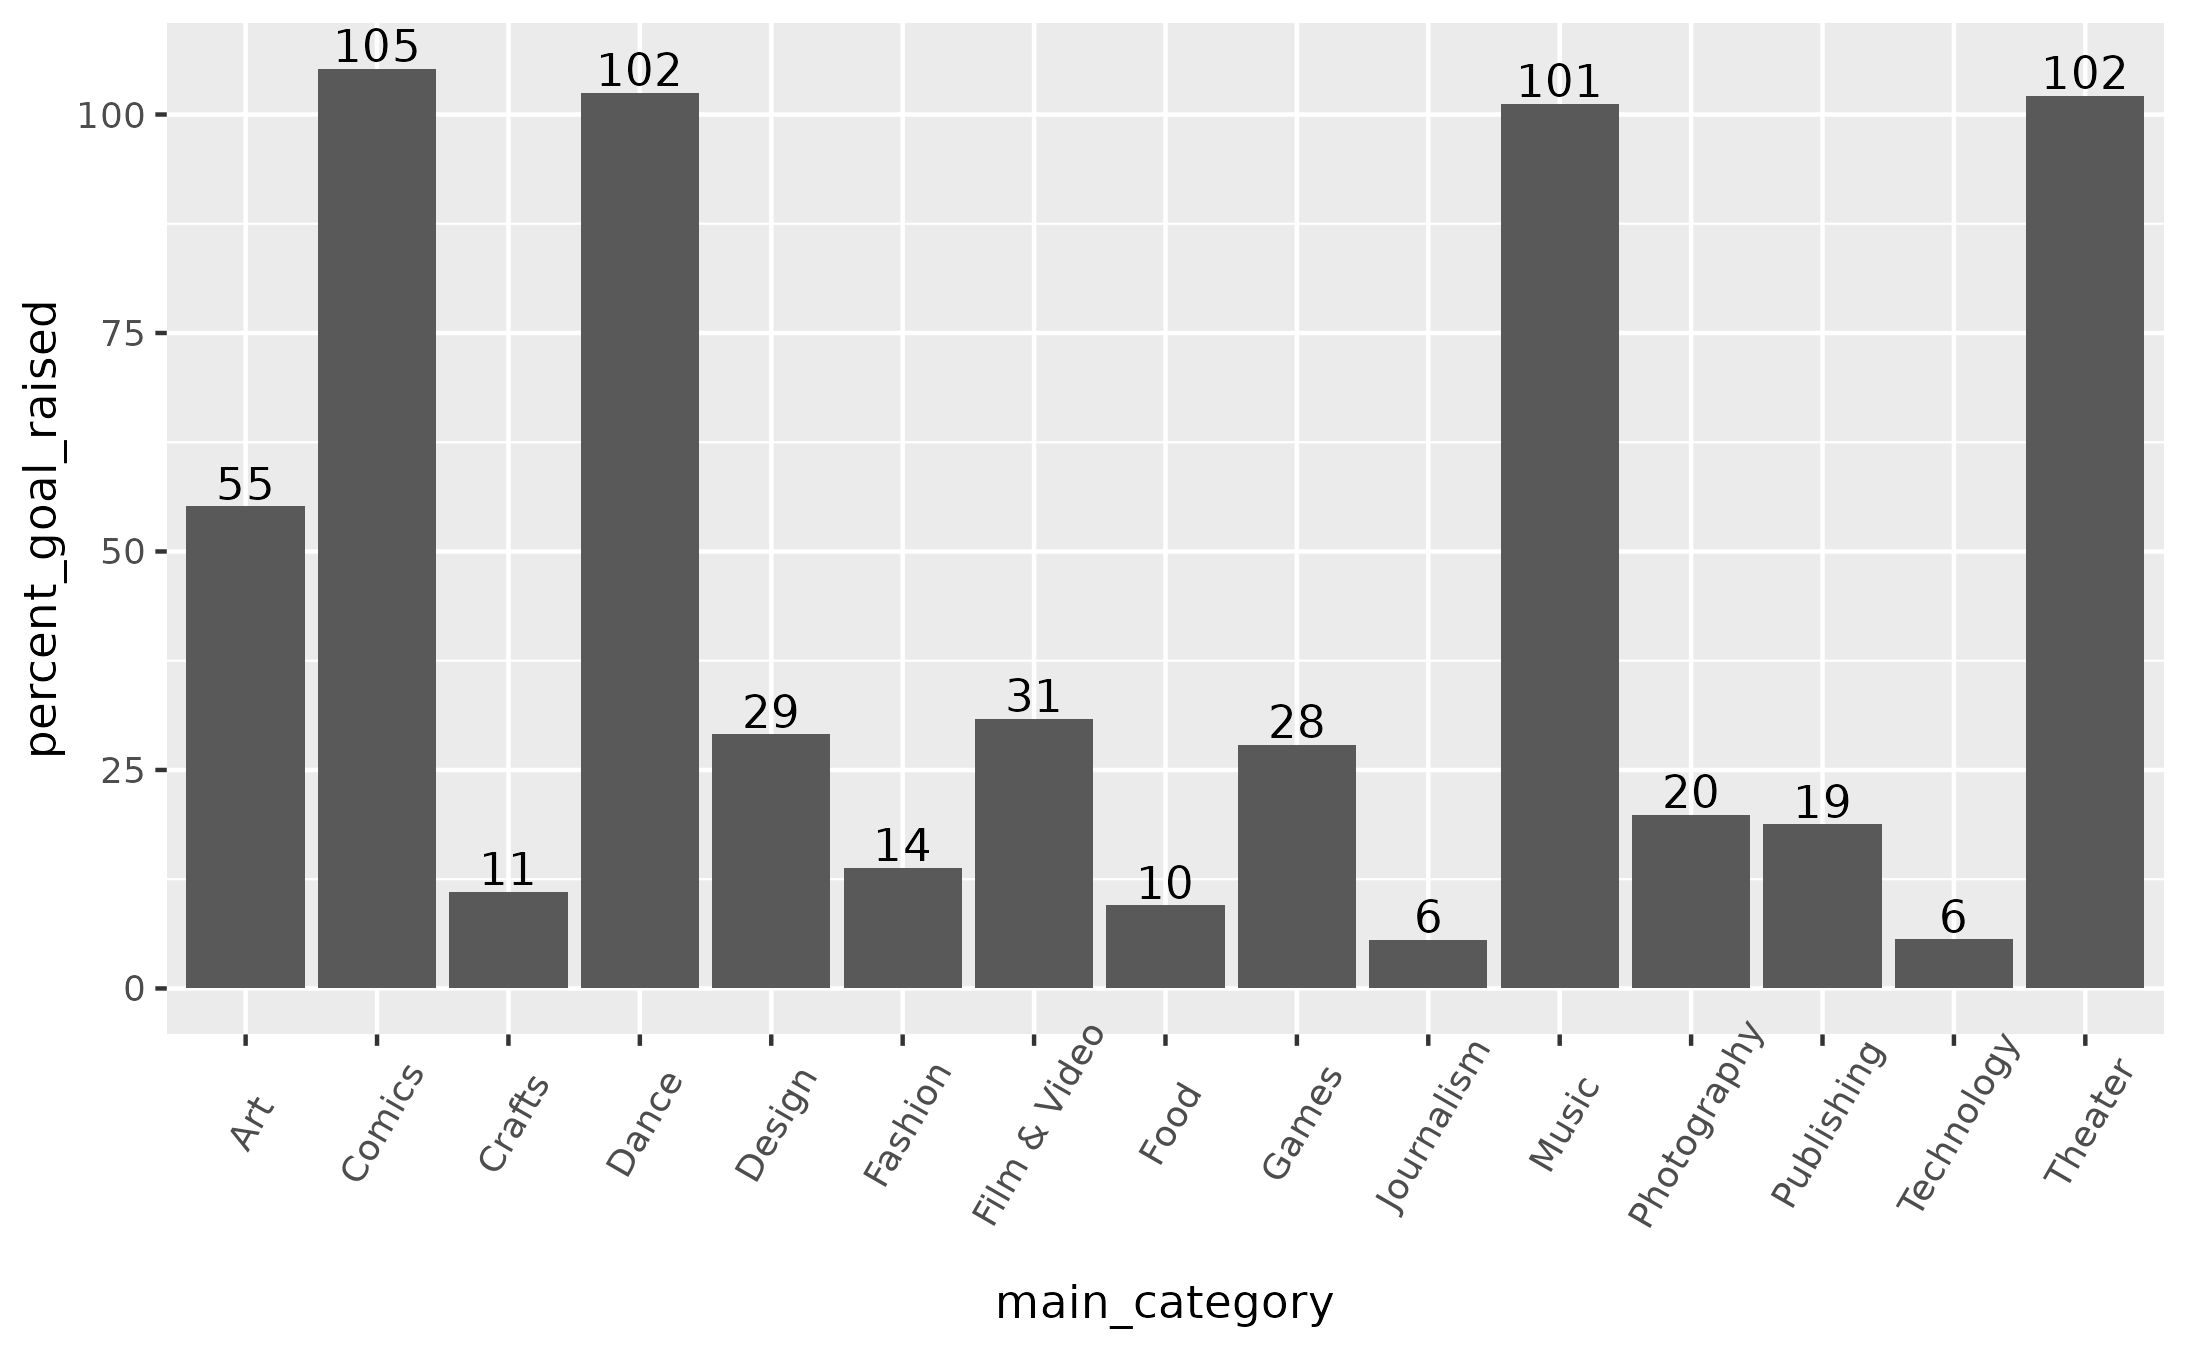 percent_goal_raised
100
75
50
25
0
55
105
11
102
29
14
31
10
28
6
101
20
19
6
102
Art
Comics
Crafts
Dance
Design
Fashion
Film & Video
Food
Games
Journalism
Music
Photography
Publishing
Technology
Theater
main_category